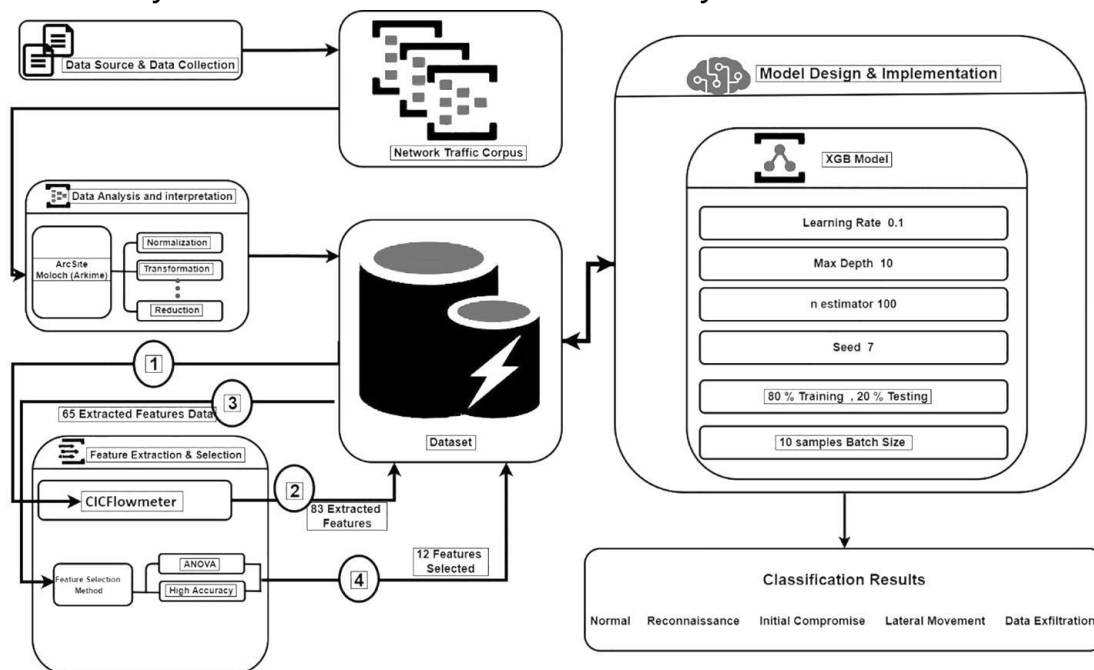 Data Source & Data Collection
Network Traffic Corpus
Data Analysis and interpretation
ArcSite
Moloch (Arkime)
Normalization
Transformation
Reduction
Dataset
1
3
65 Extracted Features Data
Feature Extraction & Selection
CICFlowmeter
2
83 Extracted
Features
Feature Selection
Method
ANOVA
High Accuracy
4
12 Features
Selected
Model Design & Implementation
XGB Model
Learning Rate 0.1
Max Depth 10
n estimator 100
Seed 7
80 % Training , 20 % Testing
10 samples Batch Size
Classification Results
Normal Reconnaissance Initial Compromise Lateral Movement Data Exfiltration